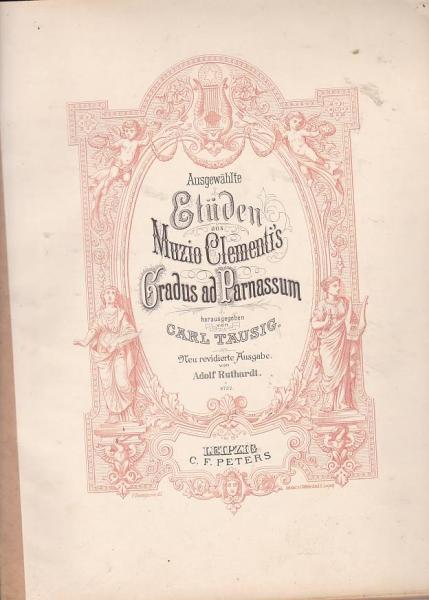 Ausgewählte
Etüden
aus
Muzio Clementi's
Gradus ad Parnassum
herausgegeben
von
CARL TAUSIG.
Neu revidierte Ausgabe.
von
Adolf Ruthardt.
LEIPZIG
C. F. PETERS